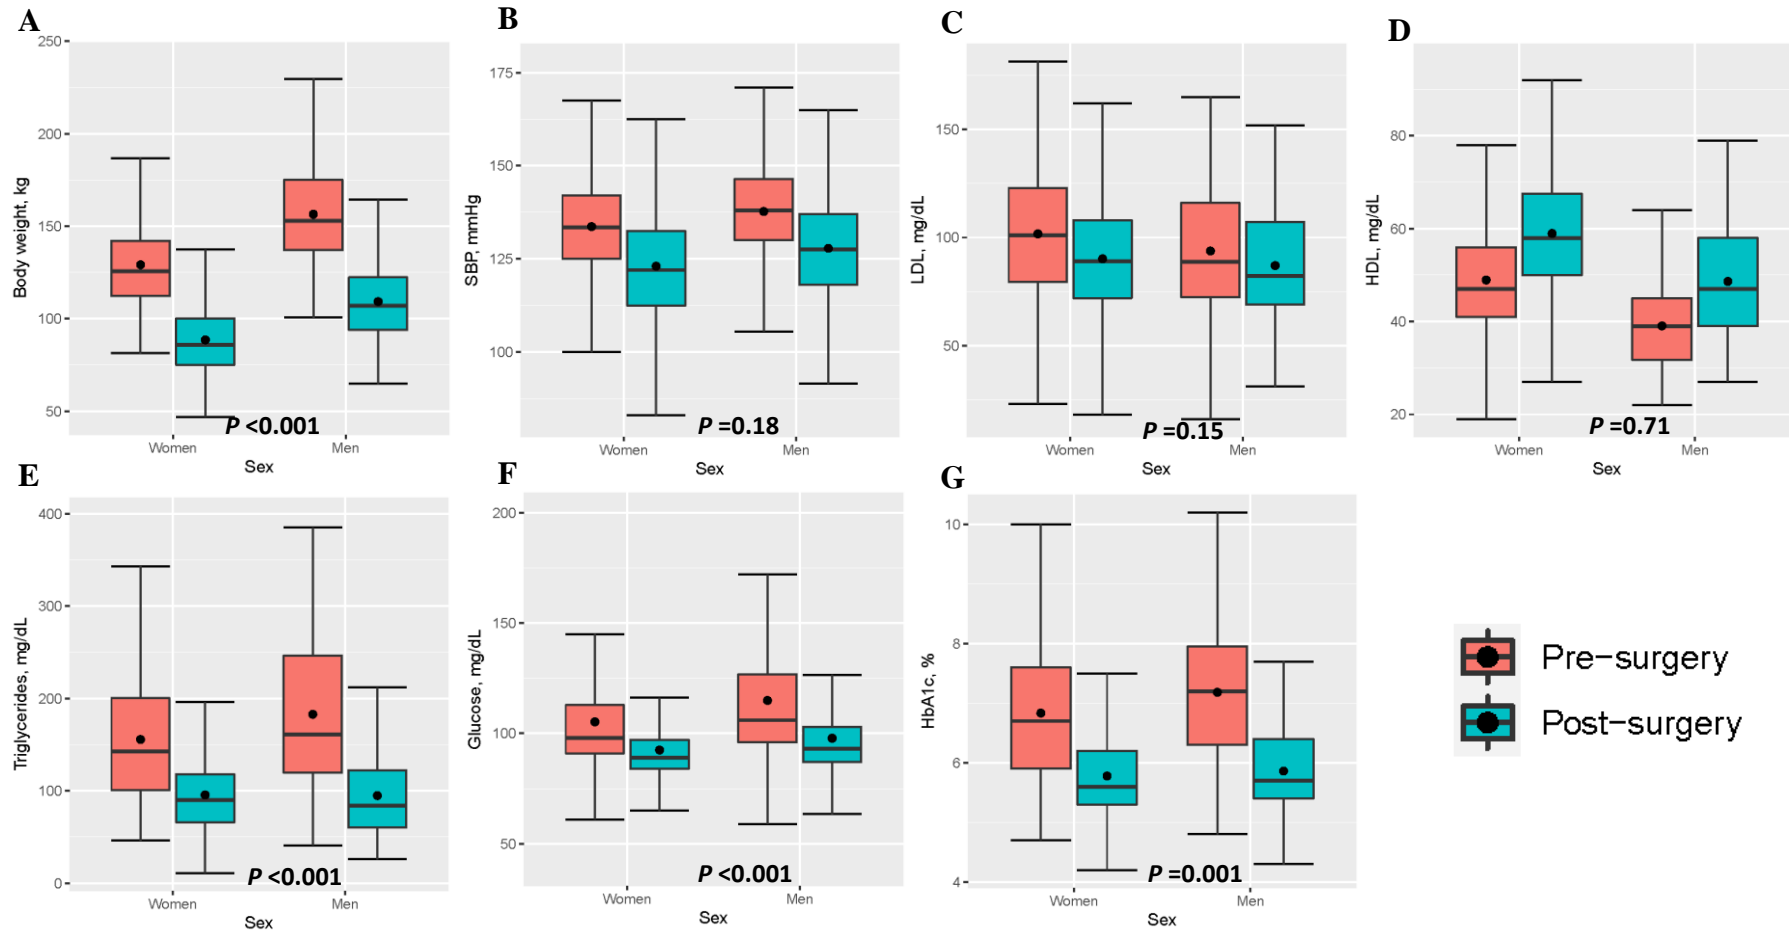 A
250
200
150
100
50
Body weight, kg
P <0.001
Women
Men
Sex
B
175
150
125
100
SBP, mmHg
P =0.18
Women
Men
Sex
C
150
100
50
LDL, mg/dL
P =0.15
Women
Men
Sex
D
80
60
40
20
HDL, mg/dL
P =0.71
Women
Men
Sex
E
400
300
200
100
0
Triglycerides, mg/dL
P <0.001
Women
Men
Sex
F
200
150
100
50
Glucose, mg/dL
P <0.001
Women
Men
Sex
G
10
8
6
4
HbA1c, %
P =0.001
Women
Men
Sex
Pre-surgery
Post-surgery